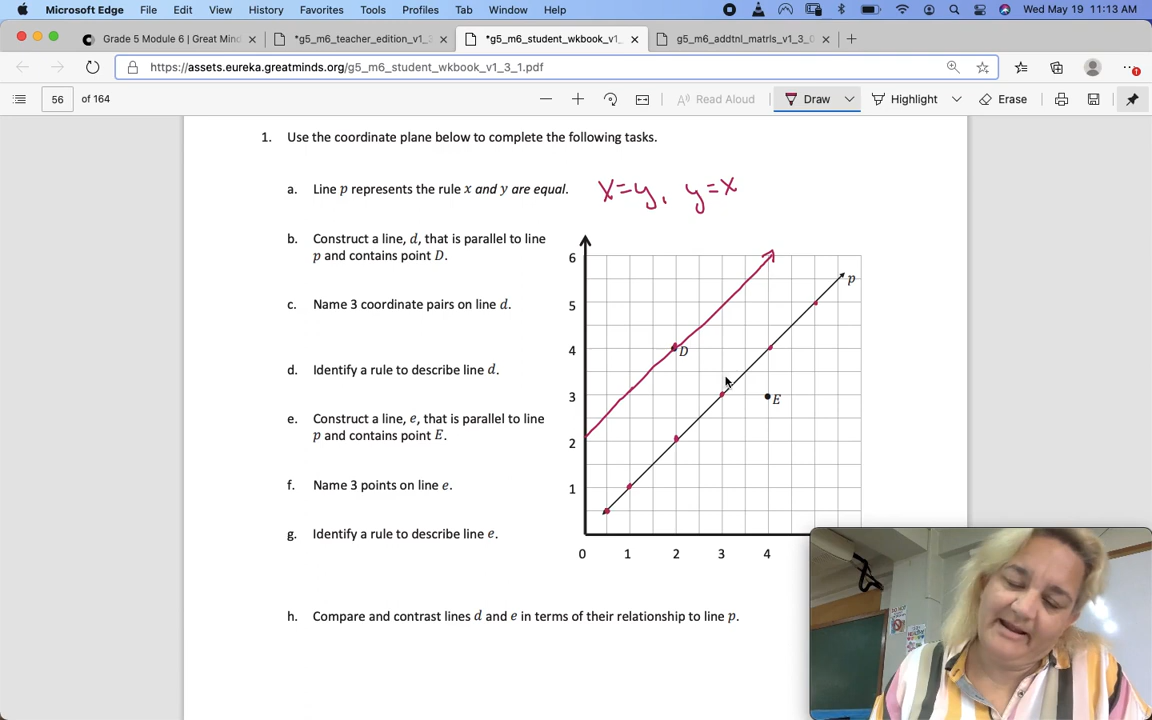 Microsoft Edge File Edit View History Favorites Tools Profiles Tab Window Help Wed May 19 11:13 AM
Grade 5 Module 6 | Great Mind *g5_m6_teacher_edition_v1_3_ *g5_m6_student_wkbook_v1_ g5_m6_addtnl_matrls_v1_3_0
https://assets.eureka.greatminds.org/g5_m6_student_wkbook_v1_3_1.pdf
56 of 164 Read Aloud Draw Highlight Erase
1. Use the coordinate plane below to complete the following tasks.
a. Line p represents the rule x and y are equal. x=y, y=x
b. Construct a line, d, that is parallel to line
p and contains point D.
c. Name 3 coordinate pairs on line d.
d. Identify a rule to describe line d.
e. Construct a line, e, that is parallel to line
p and contains point E.
f. Name 3 points on line e.
g. Identify a rule to describe line e.
h. Compare and contrast lines d and e in terms of their relationship to line p.
6
5
4
3
2
1
0 1 2 3 4
p
D
E